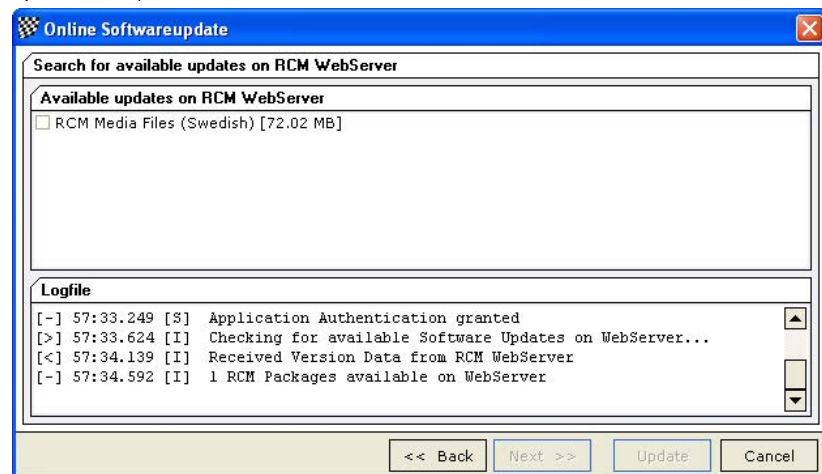 Online Softwareupdate
Search for available updates on RCM WebServer
Available updates on RCM WebServer
RCM Media Files (Swedish) [72.02 MB]
Logfile
[-] 57:33.249 [S] Application Authentication granted
[>] 57:33.624 [I] Checking for available Software Updates on WebServer...
[<] 57:34.139 [I] Received Version Data from RCM WebServer
[-] 57:34.592 [I] 1 RCM Packages available on WebServer
<< Back Next >> Update Cancel